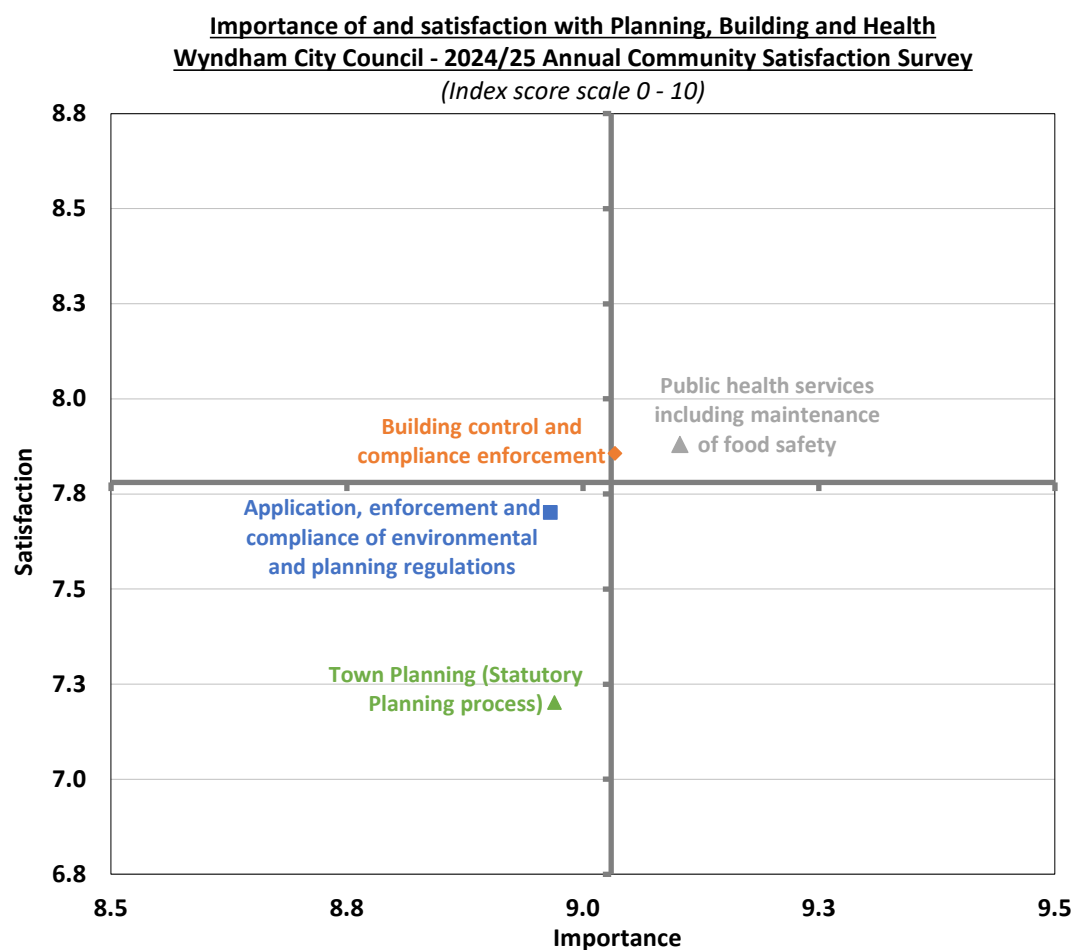 Importance of and satisfaction with Planning, Building and Health
Wyndham City Council - 2024/25 Annual Community Satisfaction Survey
(Index score scale 0 - 10)
8.8
8.5
8.3
8.0
7.8
7.5
7.3
7.0
6.8
Satisfaction
Public health services
including maintenance
of food safety
Building control and
compliance enforcement
Application, enforcement and
compliance of environmental
and planning regulations
Town Planning (Statutory
Planning process)
8.5
8.8
9.0
9.3
9.5
Importance